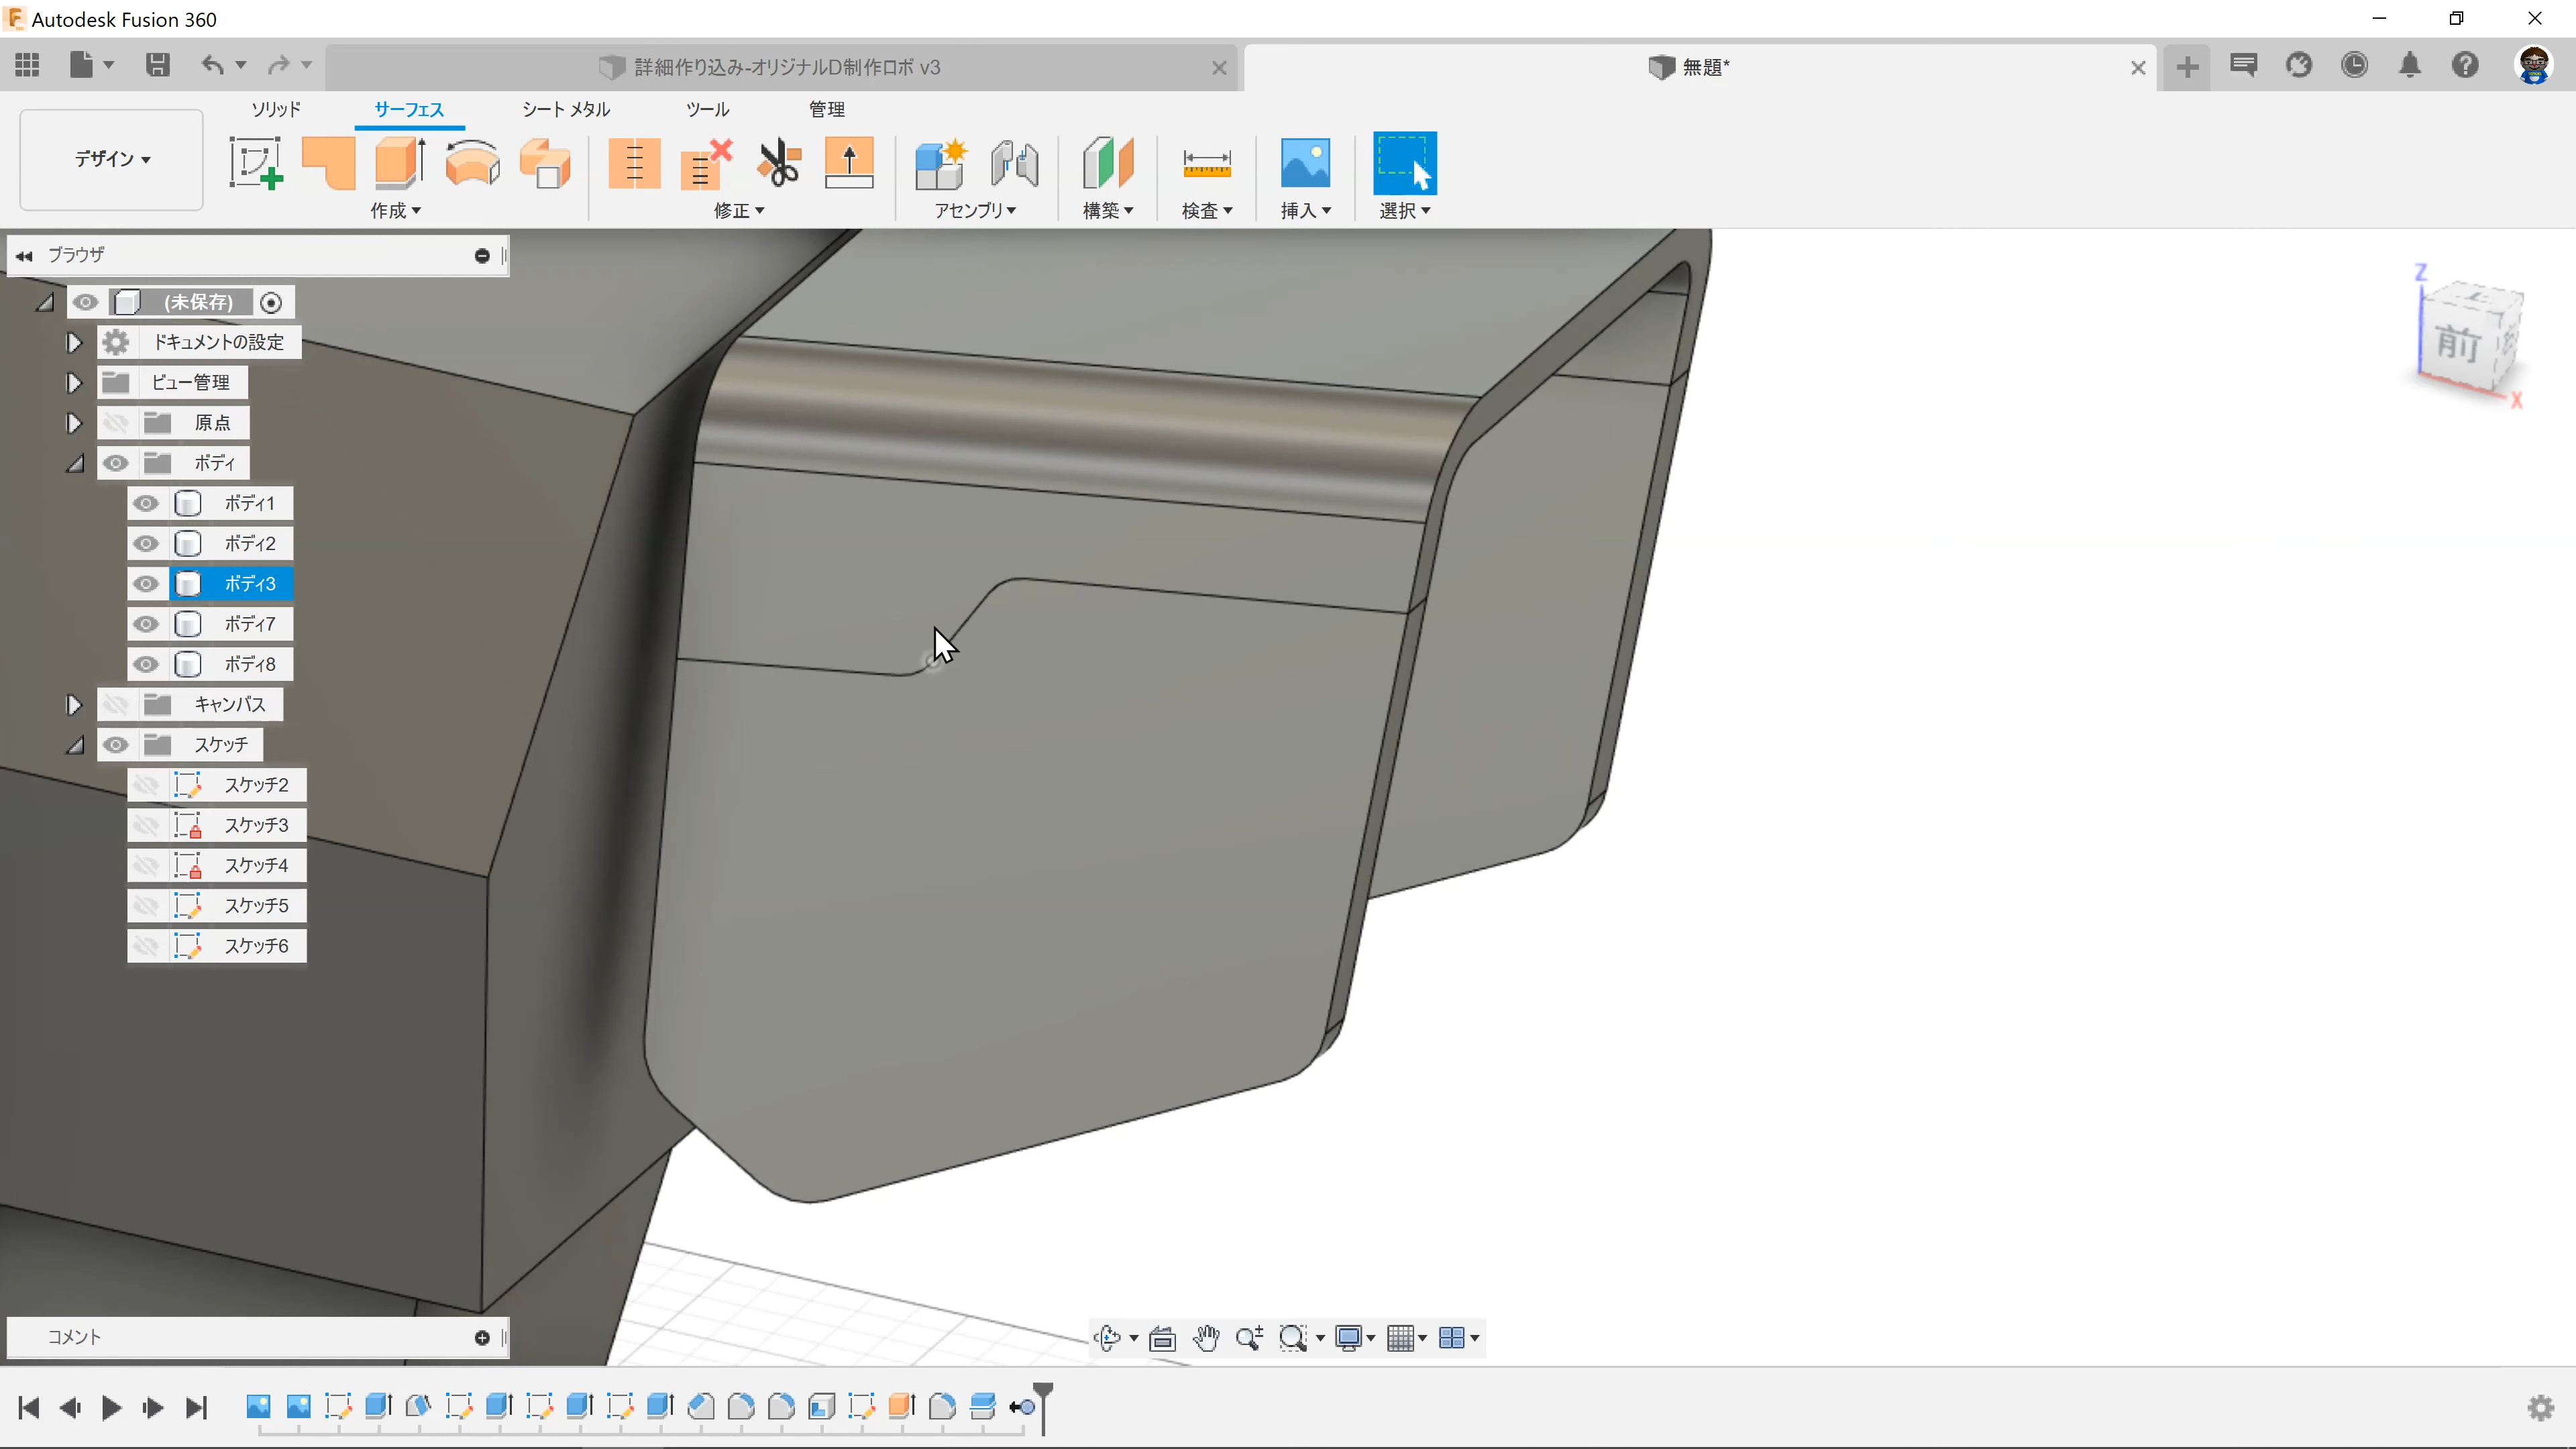 Autodesk Fusion 360
詳細作り込み-オリジナルD制作ロボ v3
無題*
ソリッド
サーフェス
シート メタル
ツール
管理
デザイン
作成
修正
アセンブリ
構築
検査
挿入
選択
ブラウザ
(未保存)
ドキュメントの設定
ビュー管理
原点
ボディ
ボディ1
ボディ2
ボディ3
ボディ7
ボディ8
キャンバス
スケッチ
スケッチ2
スケッチ3
スケッチ4
スケッチ5
スケッチ6
Z
前
X
コメント